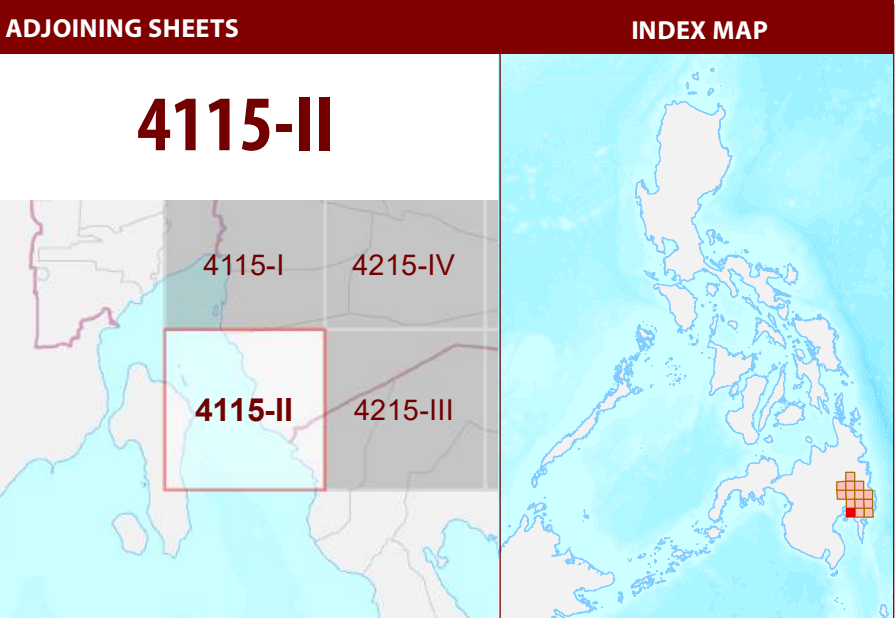 ADJOINING SHEETS
INDEX MAP
4115-II
4115-I
4215-IV
4115-II
4215-III